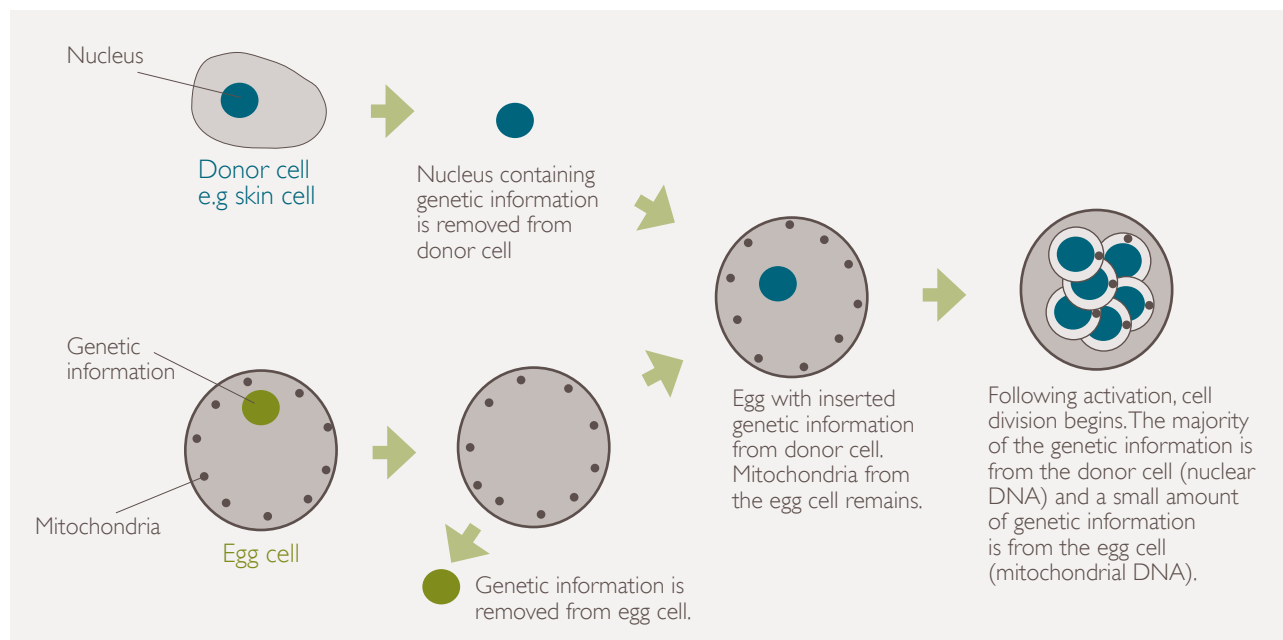 Nucleus
Donor cell
e.g skin cell
Nucleus containing
genetic information
is removed from
donor cell
Genetic
information
Mitochondria
Egg cell
Genetic information is
removed from egg cell.
Egg with inserted
genetic information
from donor cell.
Mitochondria from
the egg cell remains.
Following activation, cell
division begins. The majority
of the genetic information is
from the donor cell (nuclear
DNA) and a small amount
of genetic information
is from the egg cell
(mitochondrial DNA).